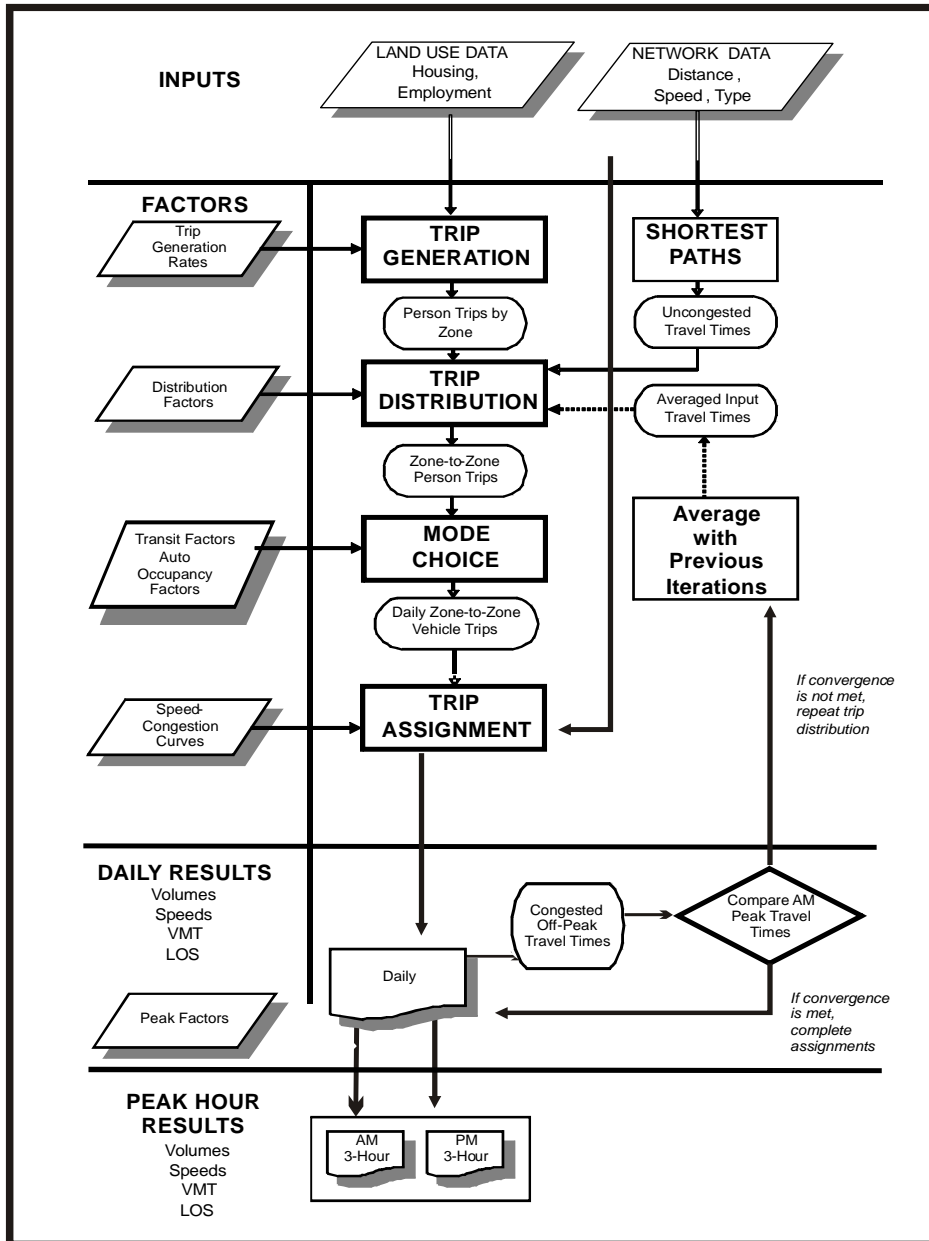 INPUTS
LAND USE DATA
Housing,
Employment
NETWORK DATA
Distance ,
Speed , Type
FACTORS
Trip
Generation
Rates
TRIP
GENERATION
SHORTEST
PATHS
Person Trips by
Zone
Uncongested
Travel Times
Distribution
Factors
TRIP
DISTRIBUTION
Averaged Input
Travel Times
Zone-to-Zone
Person Trips
Transit Factors
Auto
Occupancy
Factors
MODE
CHOICE
Average
with
Previous
Iterations
Daily Zone-to-Zone
Vehicle Trips
Speed-
Congestion
Curves
TRIP
ASSIGNMENT
If convergence
is not met,
repeat trip
distribution
DAILY RESULTS
Volumes
Speeds
VMT
LOS
Congested
Off-Peak
Travel Times
Compare AM
Peak Travel
Times
Daily
Peak Factors
If convergence
is met,
complete
assignments
PEAK HOUR
RESULTS
Volumes
Speeds
VMT
LOS
AM
3-Hour
PM
3-Hour